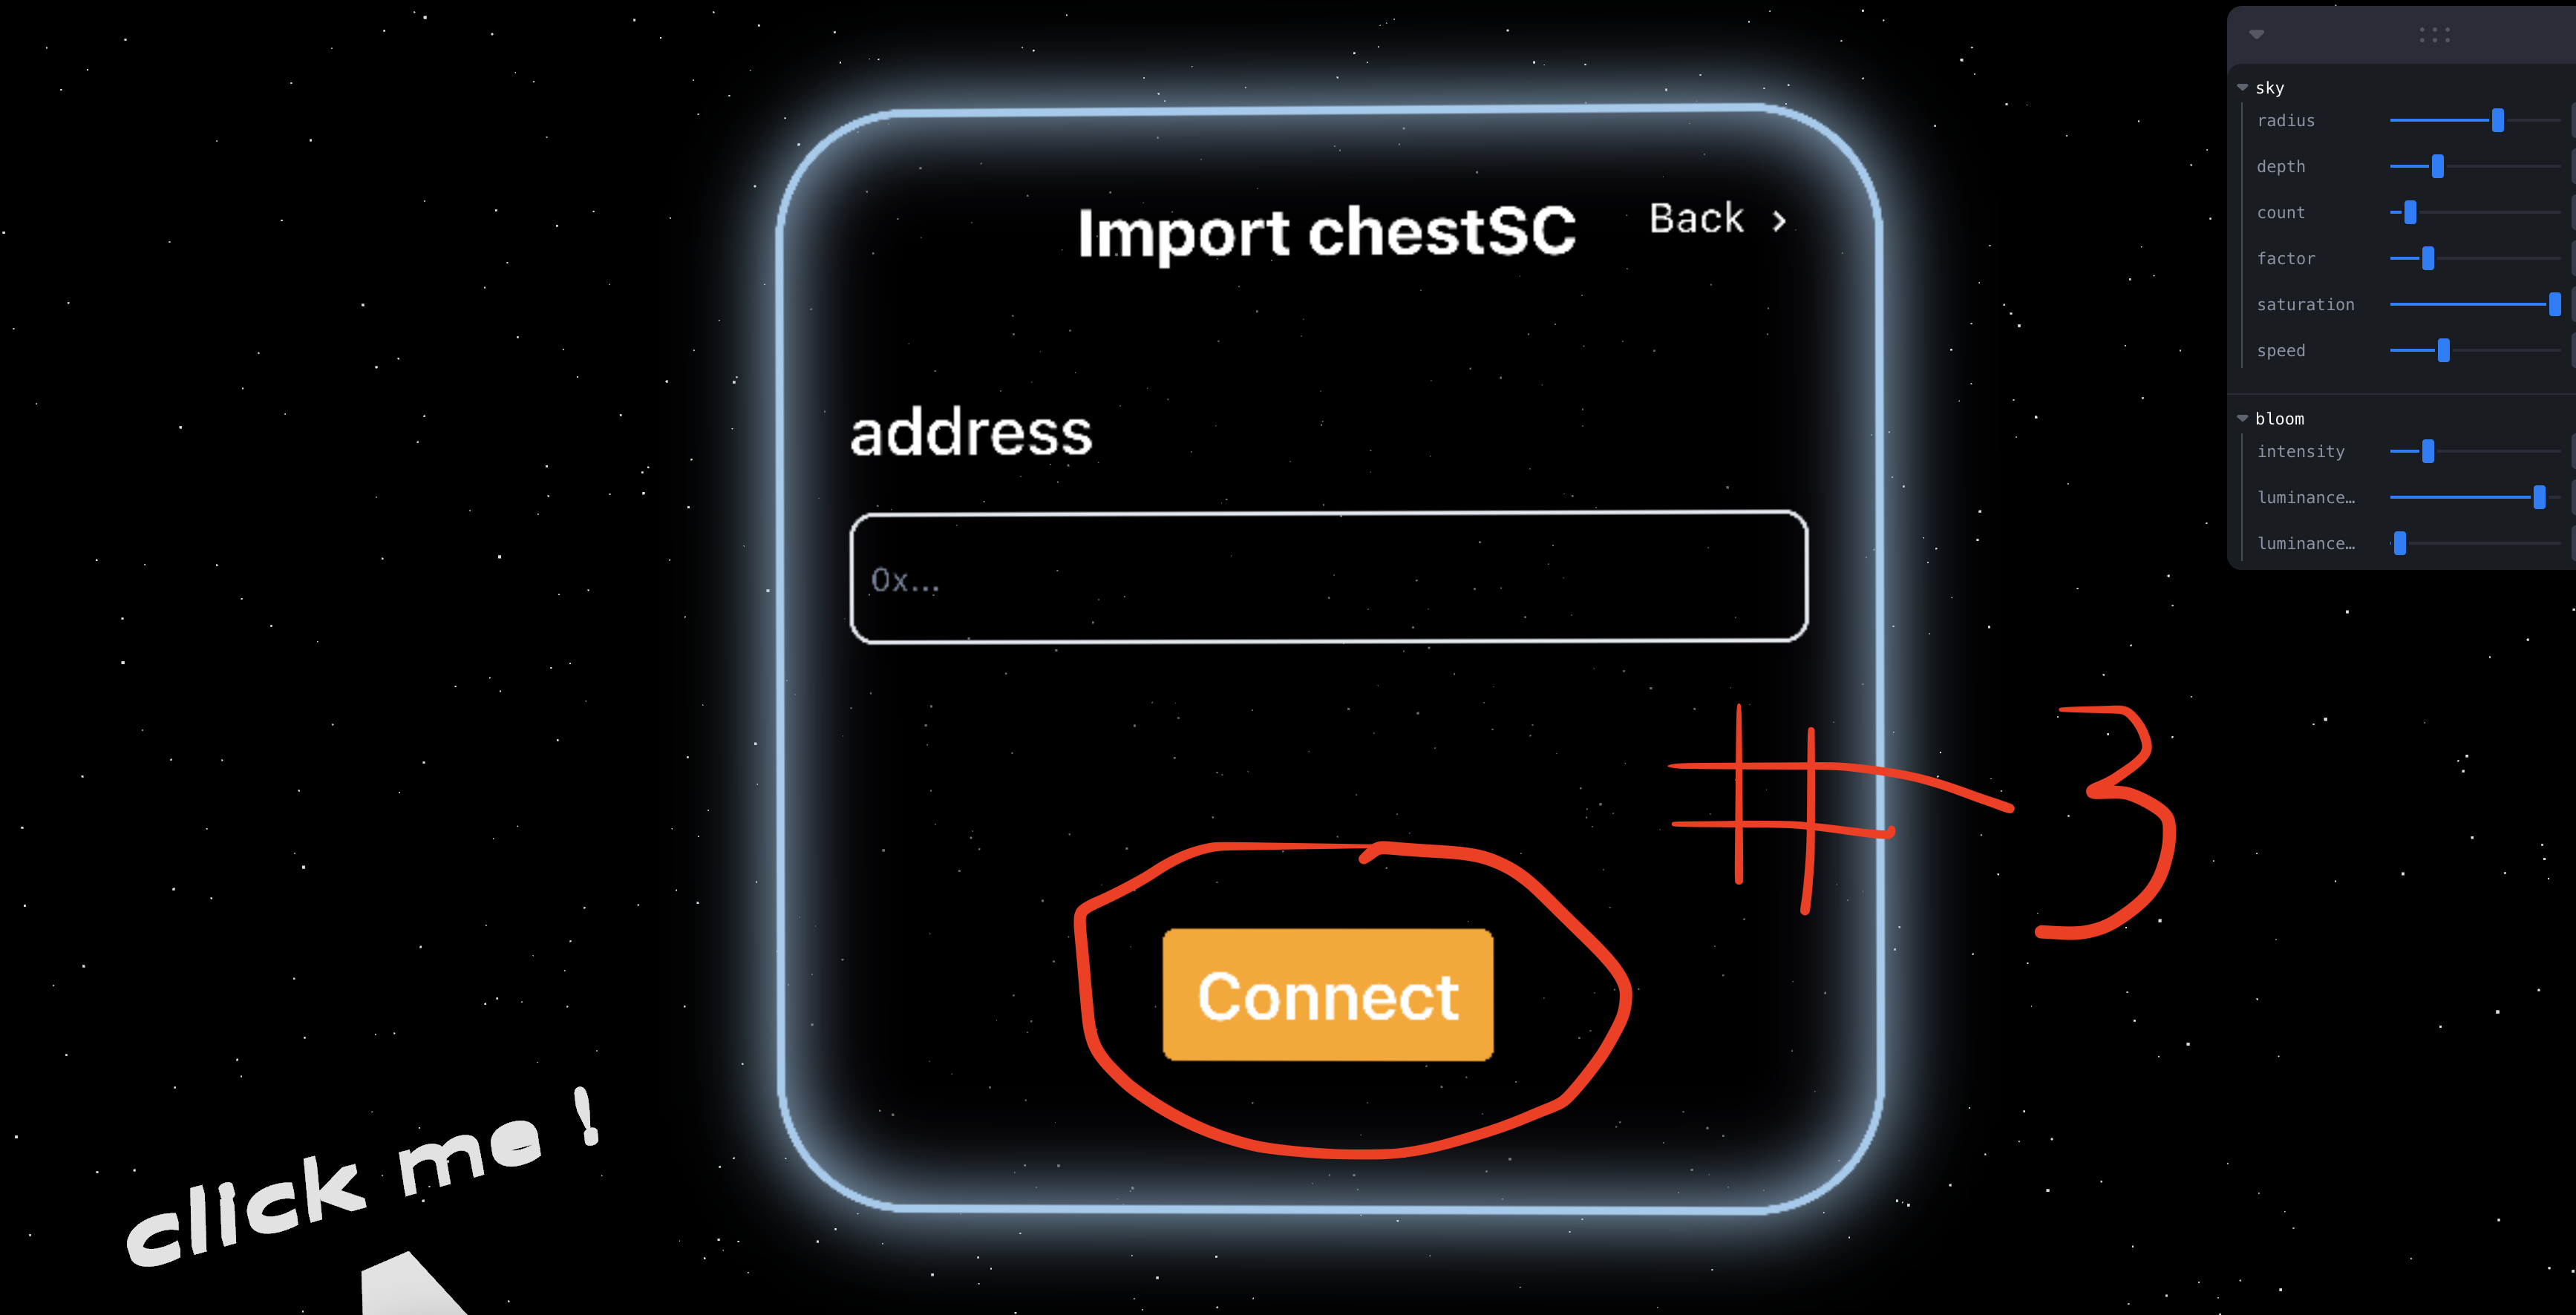 Import chestSC
Back >
address
0x...
Connect
#3
click me !
sky
radius
depth
count
factor
saturation
speed
bloom
intensity
luminance…
luminance…